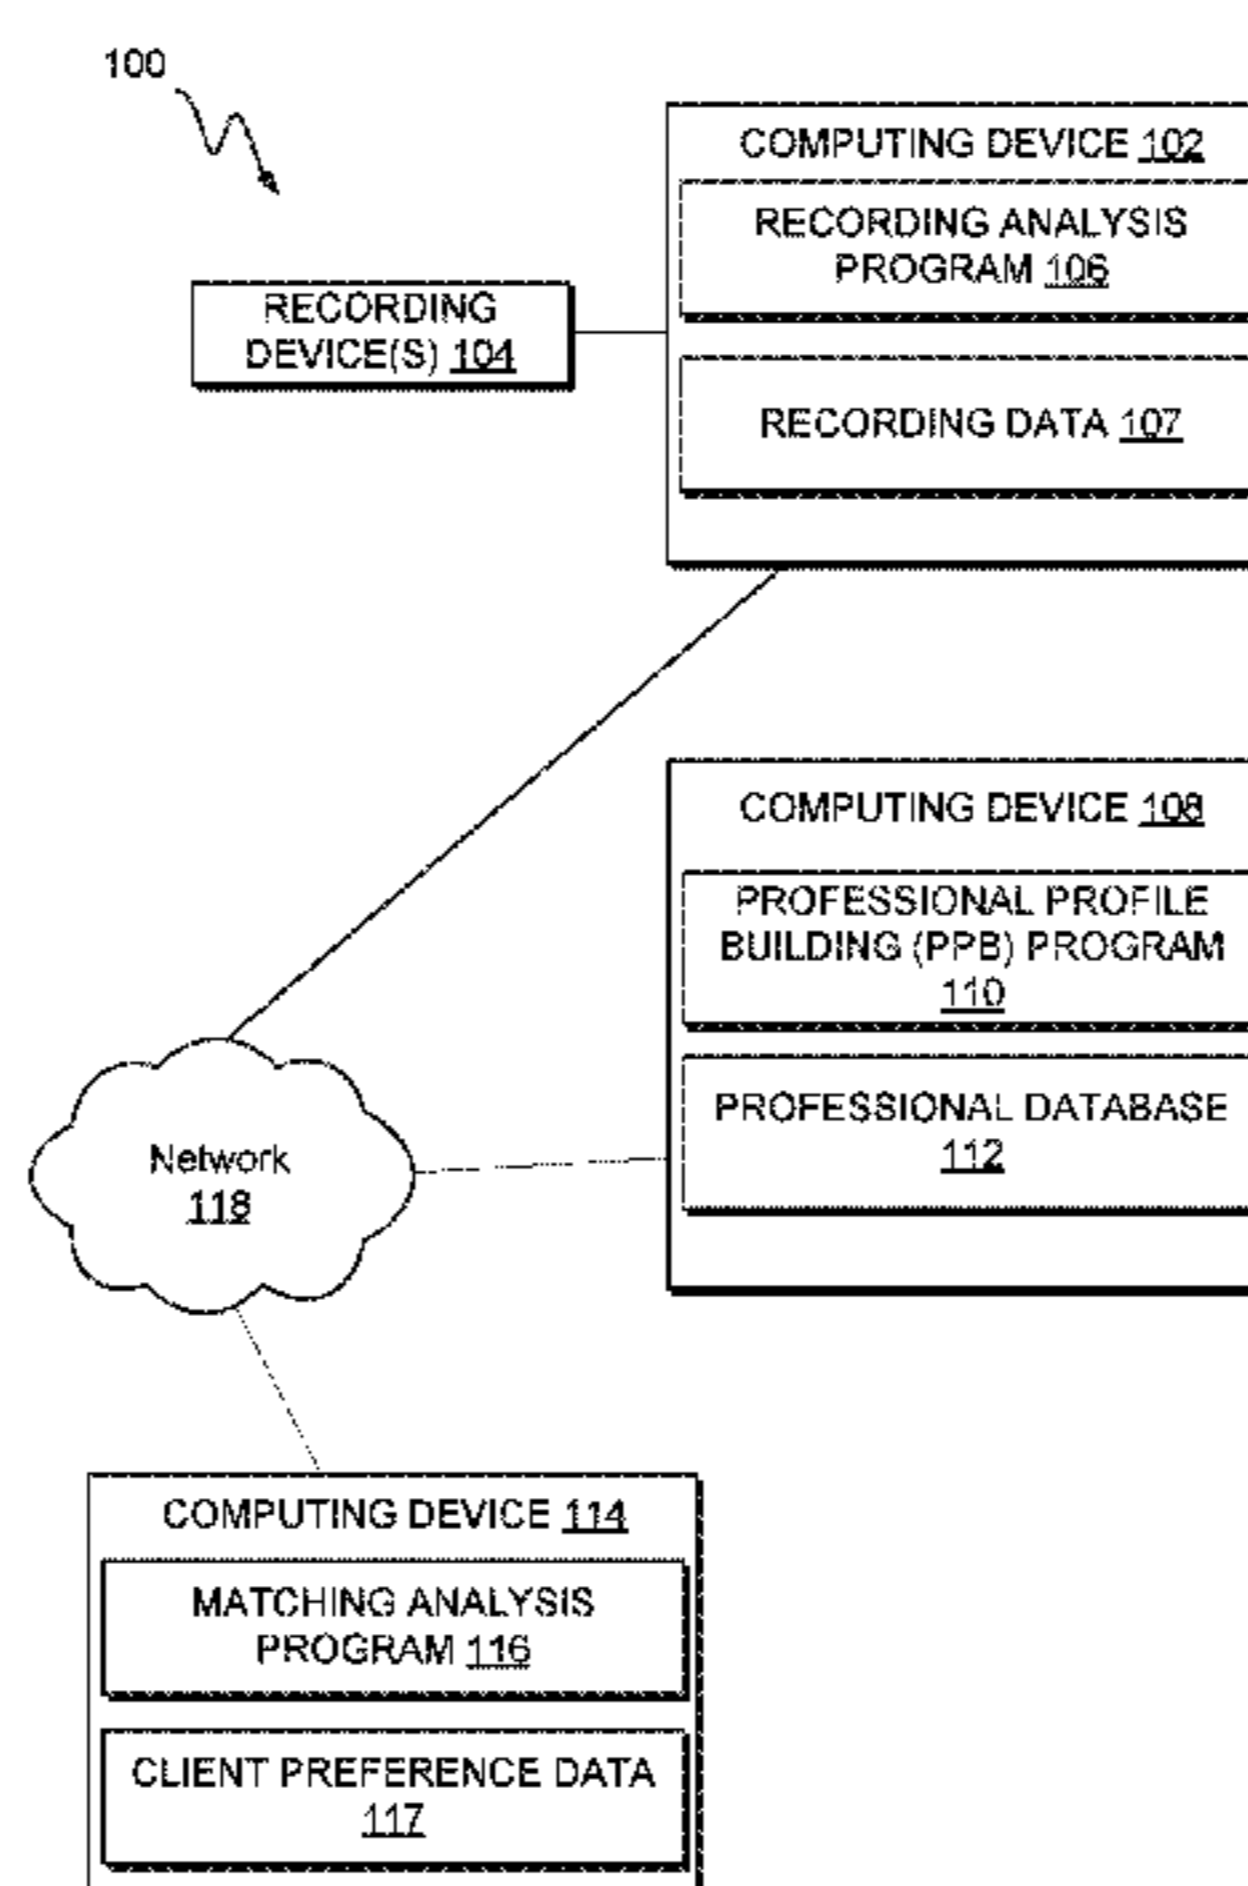 100
COMPUTING DEVICE 102
RECORDING ANALYSIS
PROGRAM 106
RECORDING
DEVICE(S) 104
RECORDING DATA 107
COMPUTING DEVICE 108
PROFESSIONAL PROFILE
BUILDING (PPB) PROGRAM
110
PROFESSIONAL DATABASE
112
Network
118
COMPUTING DEVICE 114
MATCHING ANALYSIS
PROGRAM 116
CLIENT PREFERENCE DATA
117